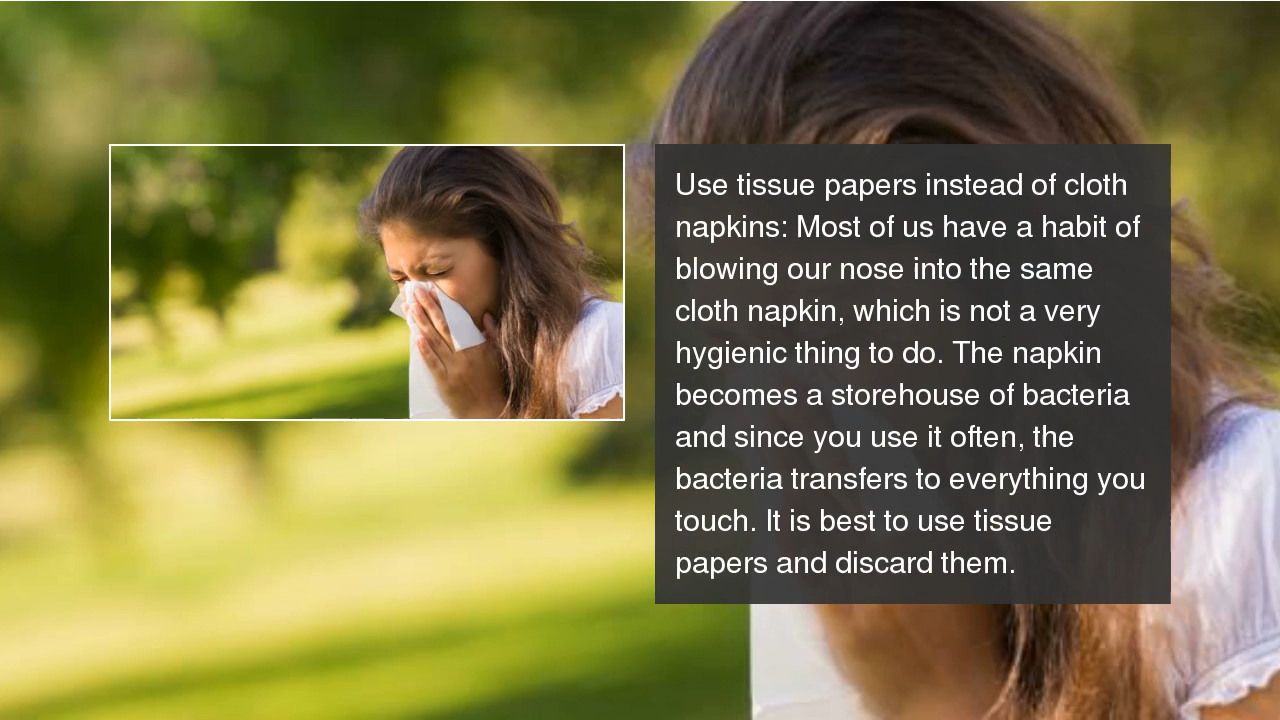 Use tissue papers instead of cloth
napkins: Most of us have a habit of
blowing our nose into the same
cloth napkin, which is not a very
hygienic thing to do. The napkin
becomes a storehouse of bacteria
and since you use it often, the
bacteria transfers to everything you
touch. It is best to use tissue
papers and discard them.